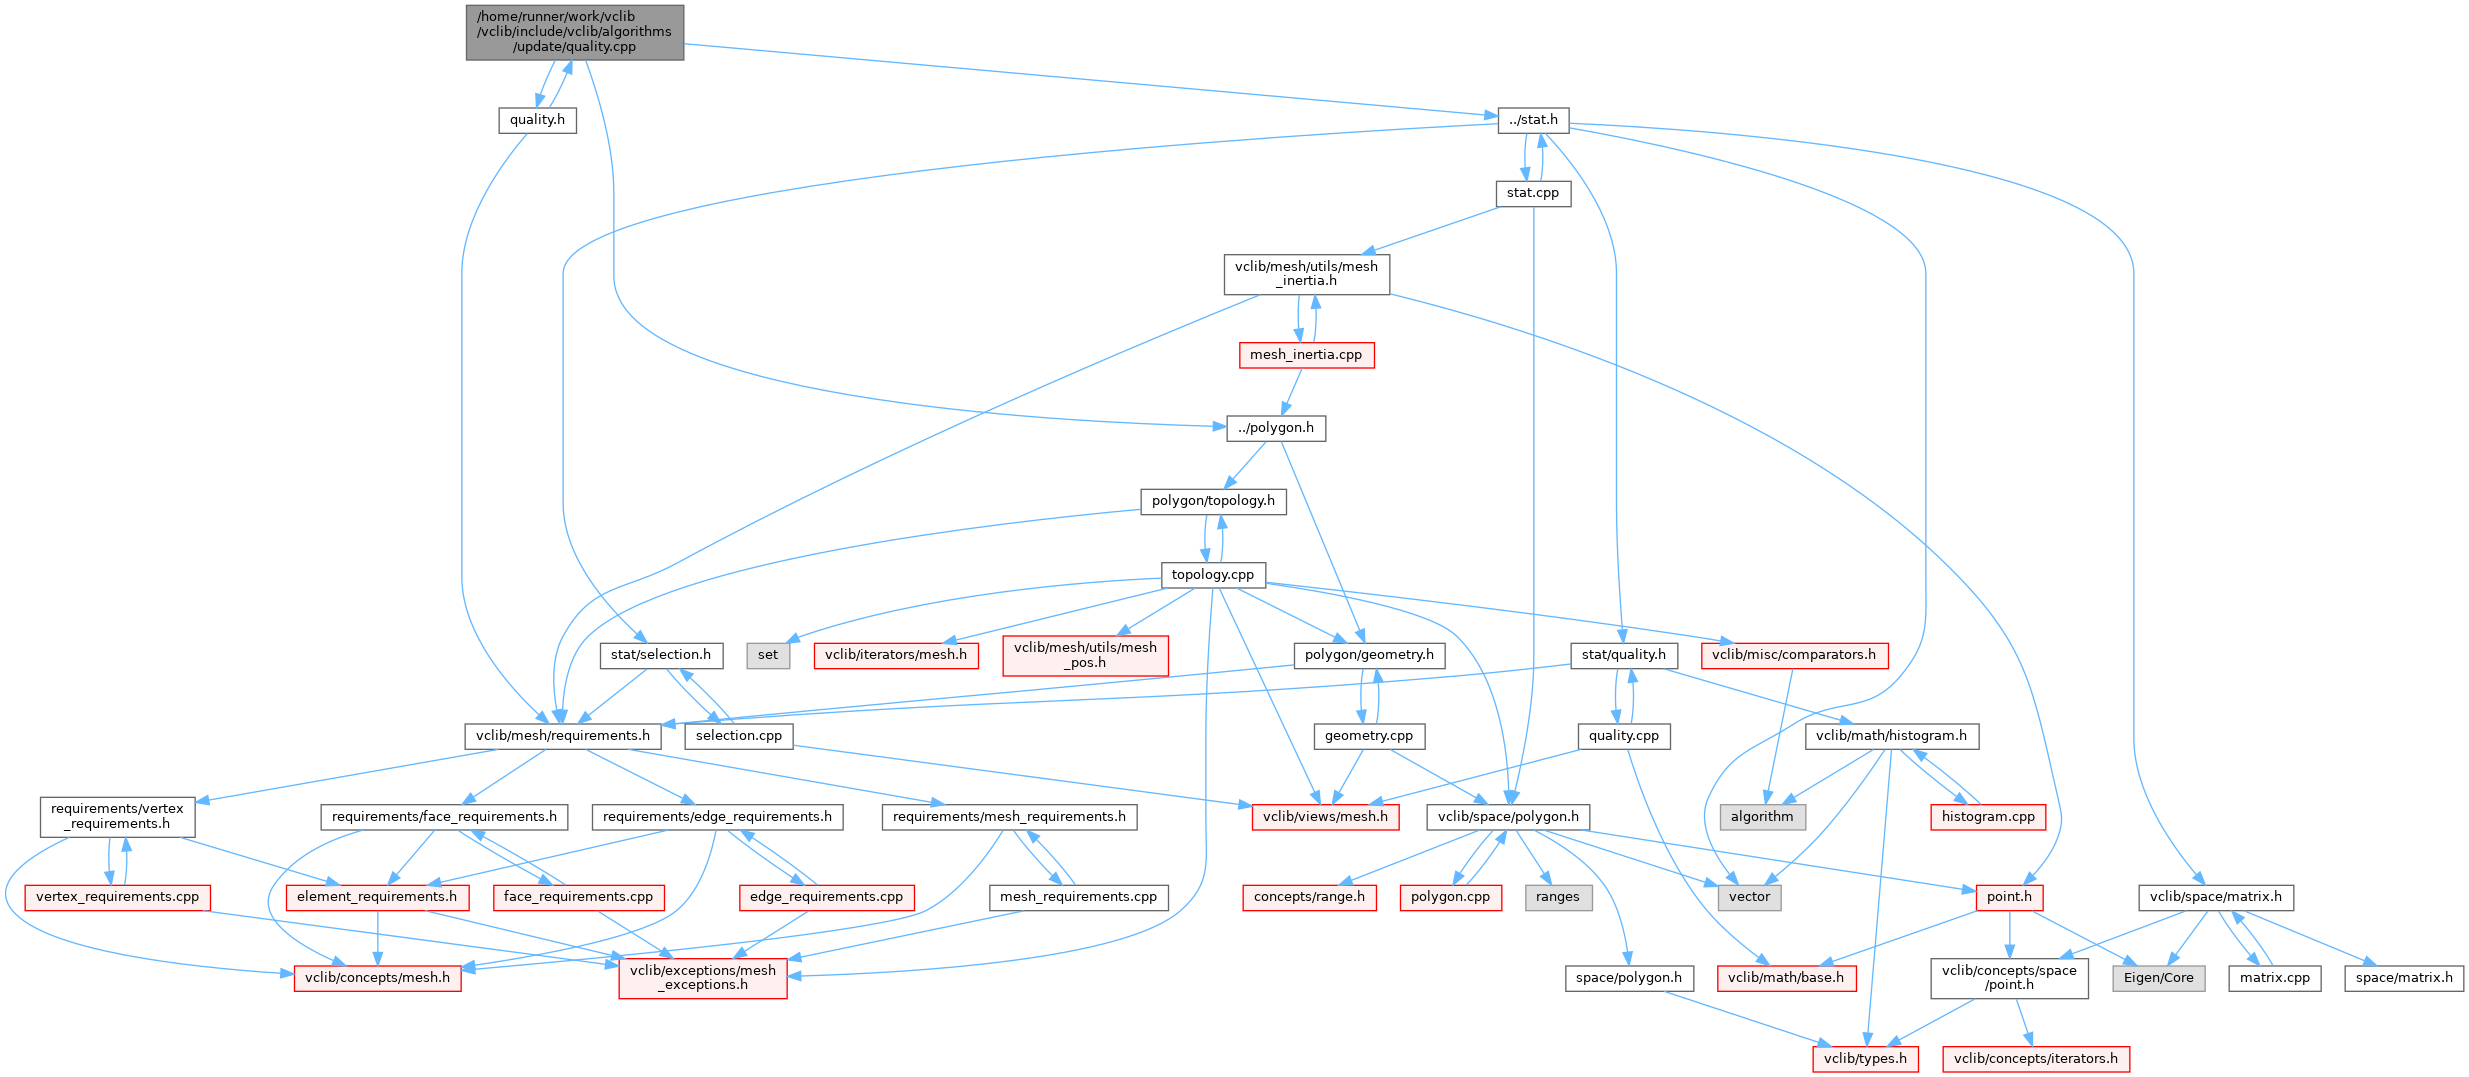 /home/runner/work/vclib
/vclib/include/vclib/algorithms
/update/quality.cpp
quality.h
../stat.h
stat.cpp
vclib/mesh/utils/mesh
_inertia.h
mesh_inertia.cpp
../polygon.h
polygon/topology.h
topology.cpp
stat/selection.h
set
vclib/iterators/mesh.h
vclib/mesh/utils/mesh
_pos.h
polygon/geometry.h
stat/quality.h
vclib/misc/comparators.h
vclib/mesh/requirements.h
selection.cpp
geometry.cpp
quality.cpp
vclib/math/histogram.h
requirements/vertex
_requirements.h
requirements/face_requirements.h
requirements/edge_requirements.h
requirements/mesh_requirements.h
vclib/views/mesh.h
vclib/space/polygon.h
algorithm
histogram.cpp
vertex_requirements.cpp
element_requirements.h
face_requirements.cpp
edge_requirements.cpp
mesh_requirements.cpp
concepts/range.h
polygon.cpp
ranges
vector
point.h
vclib/space/matrix.h
vclib/concepts/mesh.h
vclib/exceptions/mesh
_exceptions.h
space/polygon.h
vclib/math/base.h
vclib/concepts/space
/point.h
Eigen/Core
matrix.cpp
space/matrix.h
vclib/types.h
vclib/concepts/iterators.h